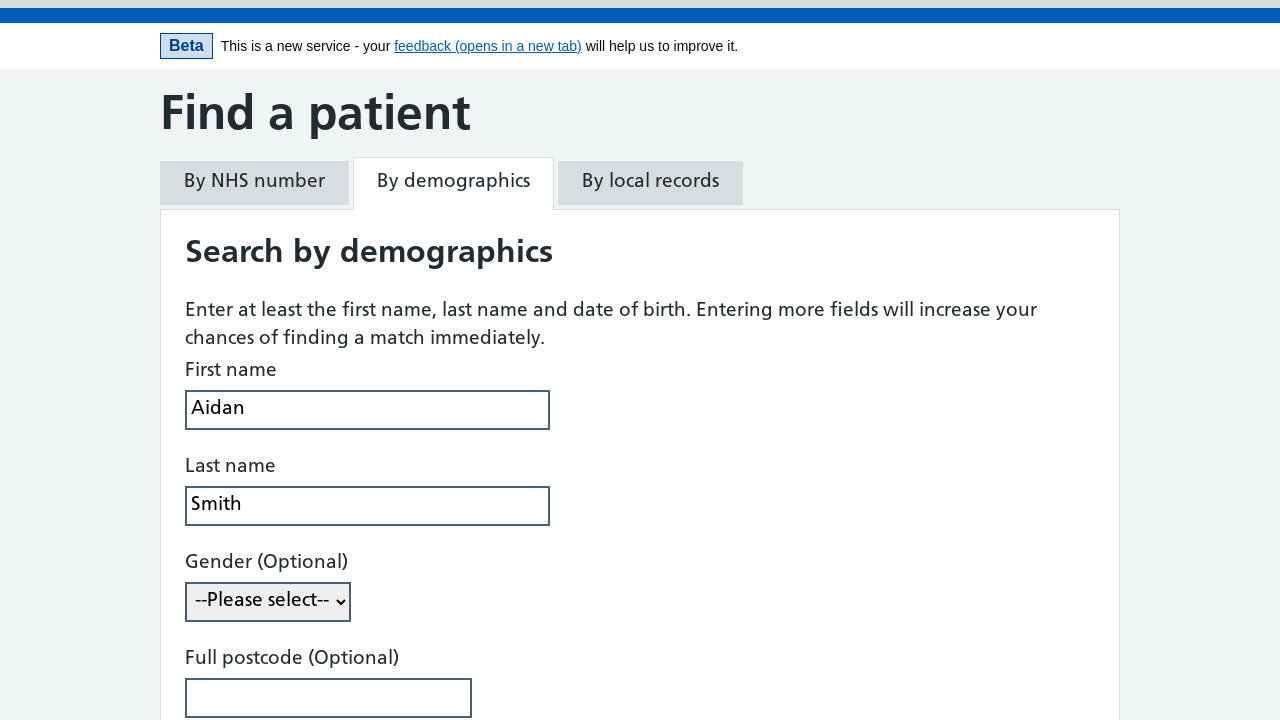 Beta This is a new service - your feedback (opens in a new tab) will help us to improve it.
Find a patient
By NHS number
By demographics
By local records
Search by demographics
Enter at least the first name, last name and date of birth. Entering more fields will increase your
chances of finding a match immediately.
First name
Aidan
Last name
Smith
Gender (Optional)
--Please select--
Full postcode (Optional)